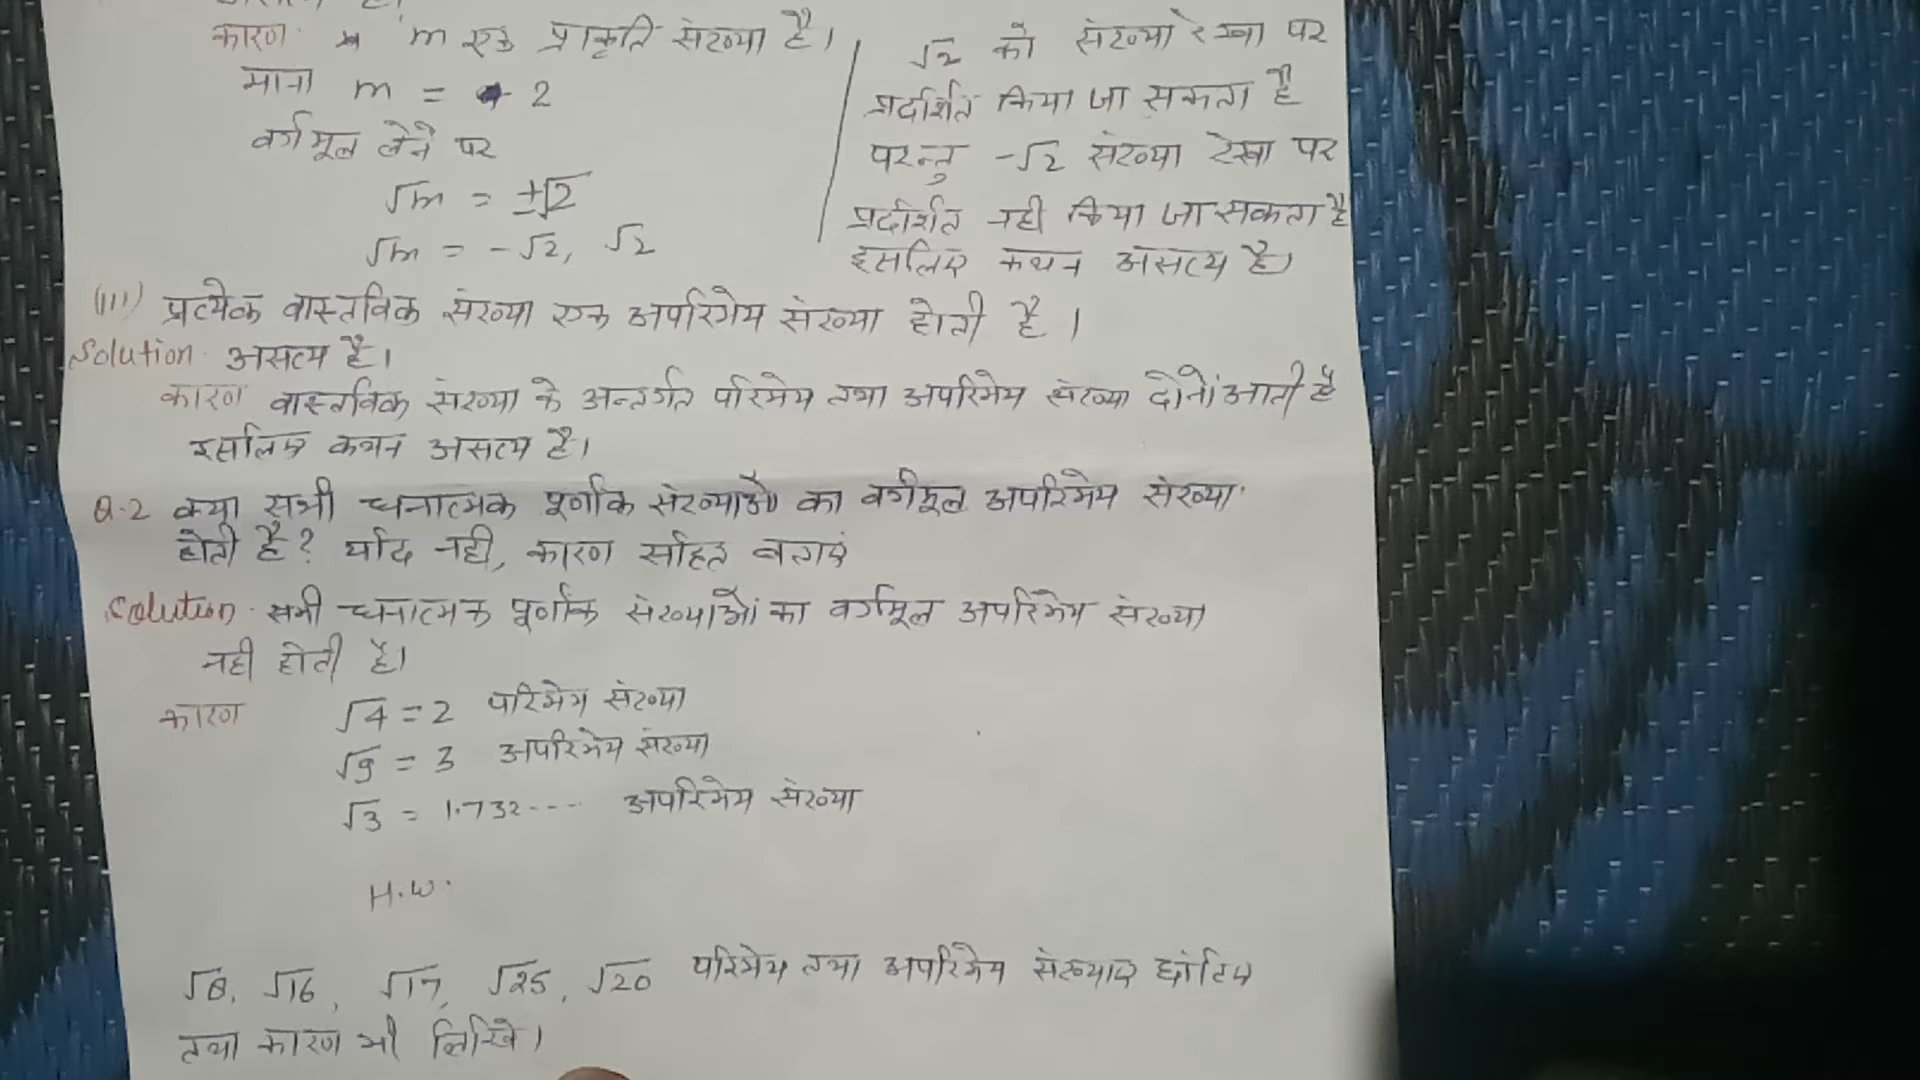 कारण m एक प्राकृति संख्या है।
माना m = 2
वर्गमूल लेने पर
√m = ±√2
√m = -√2, √2
√2 को संख्या रेखा पर
प्रदर्शित किया जा सकता है
परन्तु -√2 संख्या रेखा पर
प्रदर्शित नही किया जा सकता है
इसलिए कथन असत्य है।
(iii) प्रत्येक वास्तविक संख्या एक अपरिमेय संख्या होती है।
Solution असत्य है।
कारण वास्तविक संख्या के अन्तर्गत परिमेय तथा अपरिमेय संख्या दोनों आती है
इसलिए कथन असत्य है।
Q.2 क्या सभी धनात्मक पूर्णांक संख्याओं का वर्गमूल अपरिमेय संख्या
होती है? यदि नही, कारण सहित बताएं
Solution सभी धनात्मक पूर्णांक संख्याओं का वर्गमूल अपरिमेय संख्या
नही होती है।
कारण √4 = 2 परिमेय संख्या
√9 = 3 अपरिमेय संख्या
√3 = 1.732---- अपरिमेय संख्या
H.W.
√8, √16, √17, √25, √20 परिमेय तथा अपरिमेय संख्याए छांटिए
तथा कारण भी लिखिे।